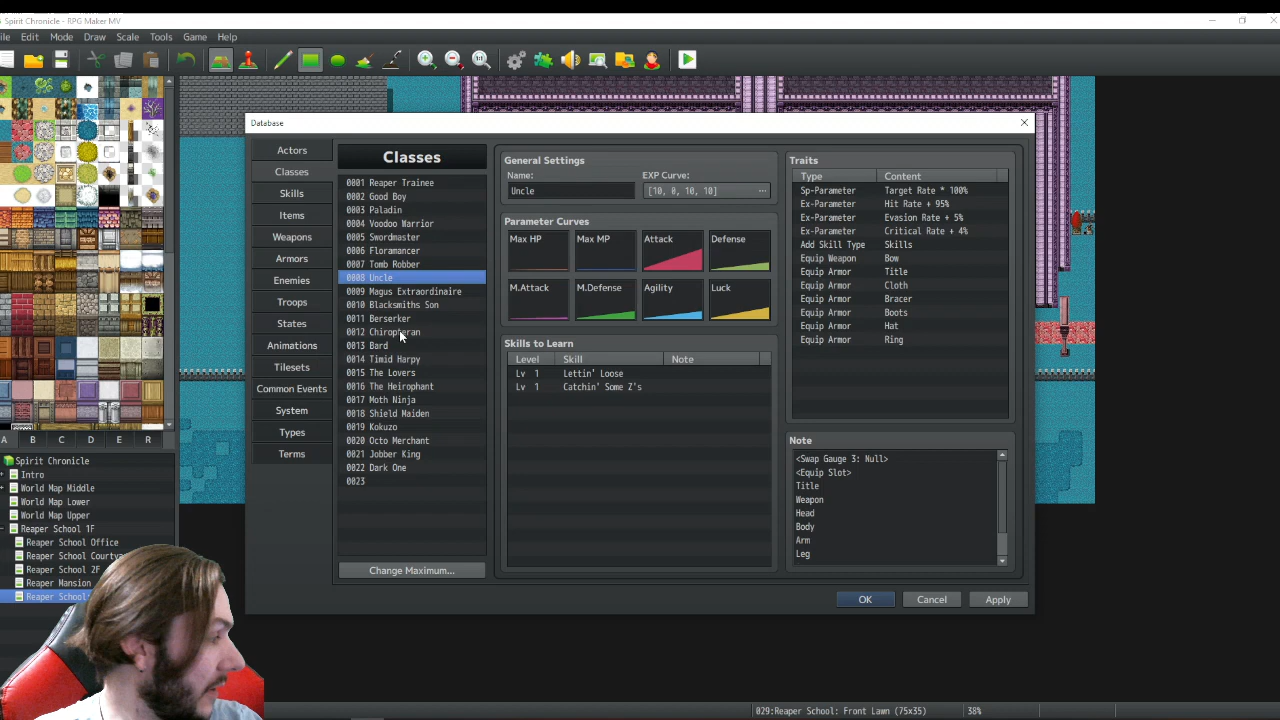 Spirit Chronicle - RPG Maker MV
Edit Mode Draw Scale Tools Game Help
Database
Actors
Classes
Skills
Items
Weapons
Armors
Enemies
Troops
States
Animations
Tilesets
Common Events
System
Types
Terms
Classes
0001 Reaper Trainee
0002 Good Boy
0003 Paladin
0004 Voodoo Warrior
0005 Swordmaster
0006 Floramancer
0007 Tomb Robber
0008 Uncle
0009 Magus Extraordinaire
0010 Blacksmiths Son
0011 Berserker
0012
0013 Bard
0014 Timid Harpy
0015 The Lovers
0016 The Heirophant
0017 Moth Ninja
0018 Shield Maiden
0019 Kokuzo
0020 Octo Merchant
0021 Jobber King
0022 Dark One
0023
Change Maximum...
General Settings
Name: EXP Curve:
Uncle [10, 0, 10, 10] ...
Parameter Curves
Max HP Max MP Attack Defense
M.Attack M.Defense Agility Luck
Skills to Learn
Level Skill Note
Lv 1 Lettin' Loose
Lv 1 Catchin' Some Z's
Traits
Type Content
Sp-Parameter Target Rate * 100%
Ex-Parameter Hit Rate + 95%
Ex-Parameter Evasion Rate + 5%
Ex-Parameter Critical Rate + 4%
Add Skill Type Skills
Equip Weapon Bow
Equip Armor Title
Equip Armor Cloth
Equip Armor Bracer
Equip Armor Boots
Equip Armor Hat
Equip Armor Ring
Note
<Swap Gauge 3: Null>
<Equip Slot>
Title
Weapon
Head
Body
Arm
Leg
OK Cancel Apply
A B C D E R
Spirit Chronicle
Intro
World Map Middle
World Map Lower
World Map Upper
Reaper School 1F
Reaper School Office
Reaper School
Reaper School 2F
Reaper Mansion
Reaper School
029:Reaper School: Front Lawn (75x35) 38%